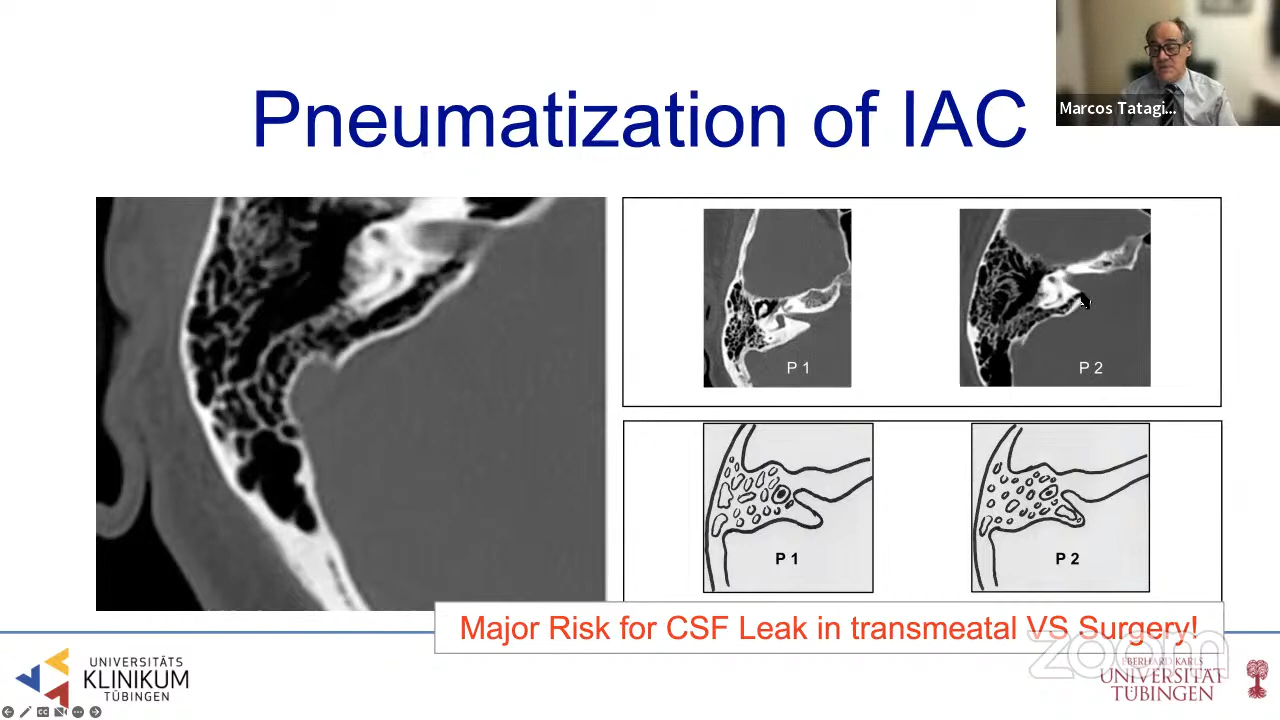 Pneumatization of IAC
Marcos Tatagi...
P 1
P 2
P 1
P 2
Major Risk for CSF Leak in transmeatal VS Surgery!
zoom
UNIVERSITÄTS
KLINIKUM
TÜBINGEN
EBERHARD KARLS
UNIVERSITÄT
TÜBINGEN